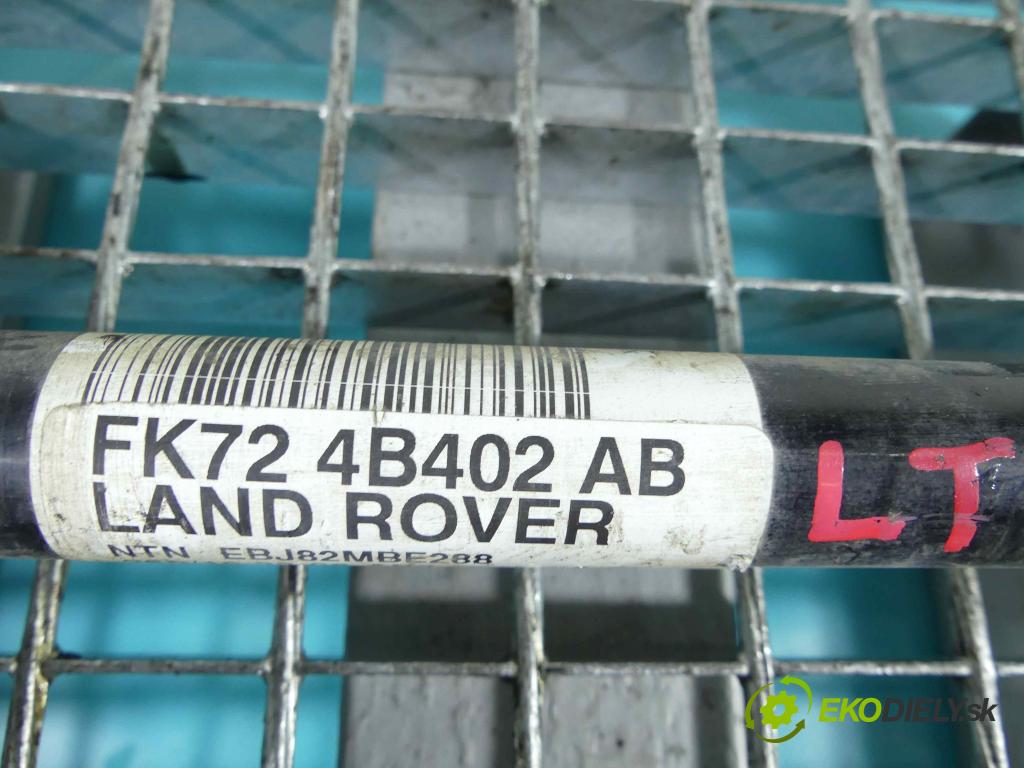 FK72 4B402 AB
LAND ROVER
NTN EBJ82MBE288
LT
EKODIELY.sk